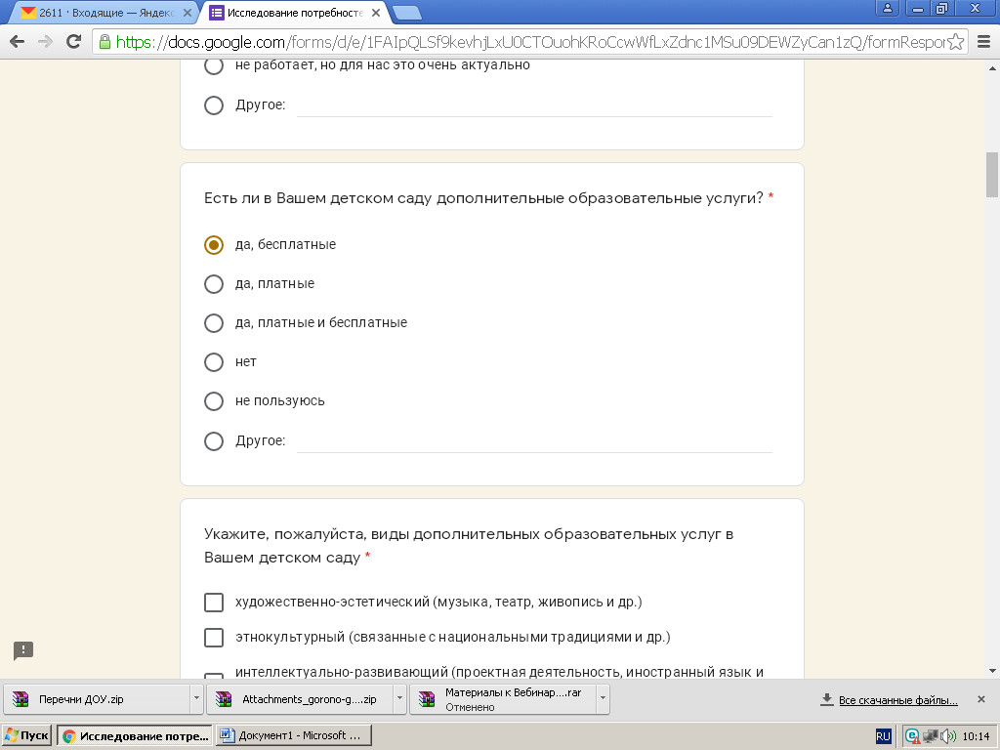 2611 · Входящие — Яндекс
Исследование потребносте
https://docs.google.com/forms/d/e/1FAIpQLSf9kevhjLxU0CTOuohKRoCcwWfLxZdnc1MSu09DEWZyCan1zQ/formRespor
не работает, но для нас это очень актуально
Другое:
Есть ли в Вашем детском саду дополнительные образовательные услуги? *
да, бесплатные
да, платные
да, платные и бесплатные
нет
не пользуюсь
Другое:
Укажите, пожалуйста, виды дополнительных образовательных услуг в
Вашем детском саду *
художественно-эстетический (музыка, театр, живопись и др.)
этнокультурный (связанные с национальными традициями и др.)
интеллектуально-развивающий (проектная деятельность, иностранный язык и
Перечни ДОУ.zip
Attachments_gorono-g....zip
Материалы к Вебинар....rar
Отменено
Все скачанные файлы...
Пуск
Исследование потре...
Документ1 - Microsoft ...
RU
10:14